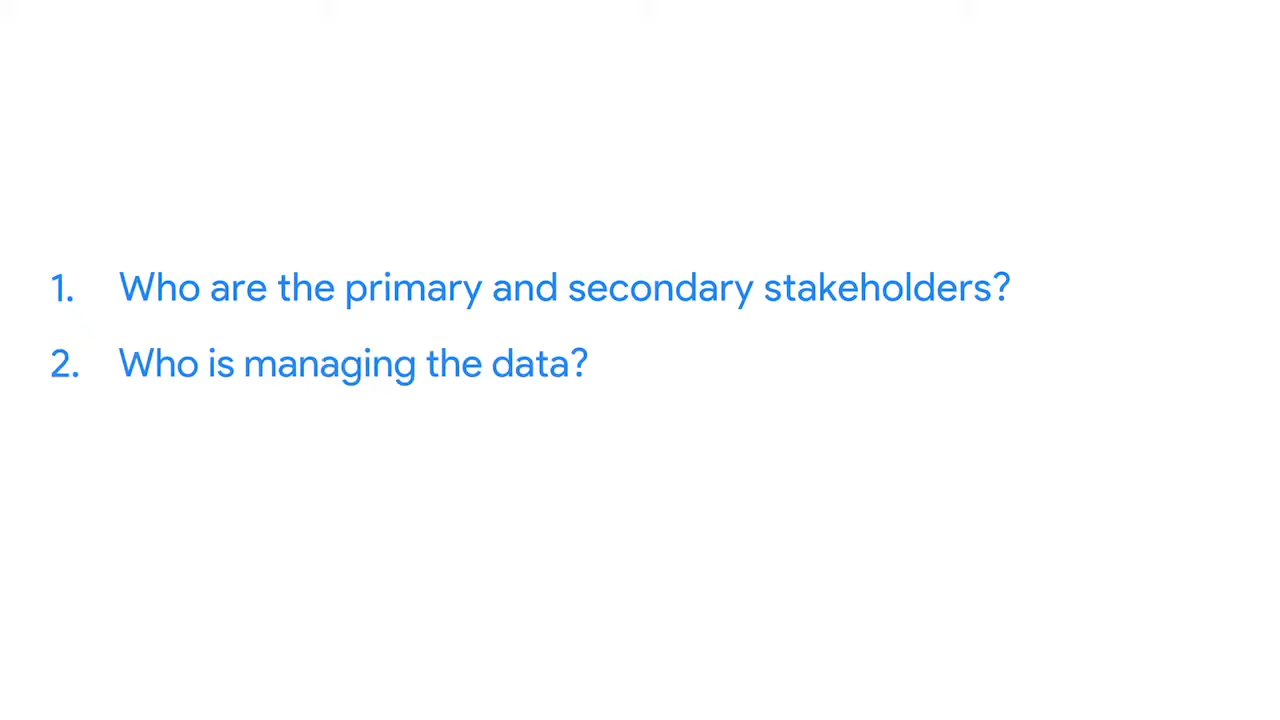 1. Who are the primary and secondary stakeholders?
2. Who is managing the data?